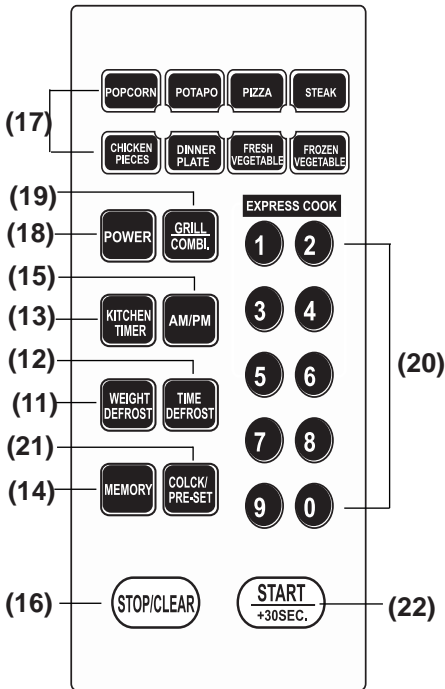 POPCORN POTAPO PIZZA STEAK
(17)
CHICKEN PIECES DINNER PLATE FRESH VEGETABLE FROZEN VEGETABLE
(19)
EXPRESS COOK
(18) POWER GRILL COMBI. 1 2
(15)
(13) KITCHEN TIMER AM/PM 3 4
(12)
(20)
(11) WEIGHT DEFROST TIME DEFROST 5 6
(21)
7 8
(14) MEMORY COLCK/ PRE-SET 9 0
(16) STOP/CLEAR START +30SEC. (22)